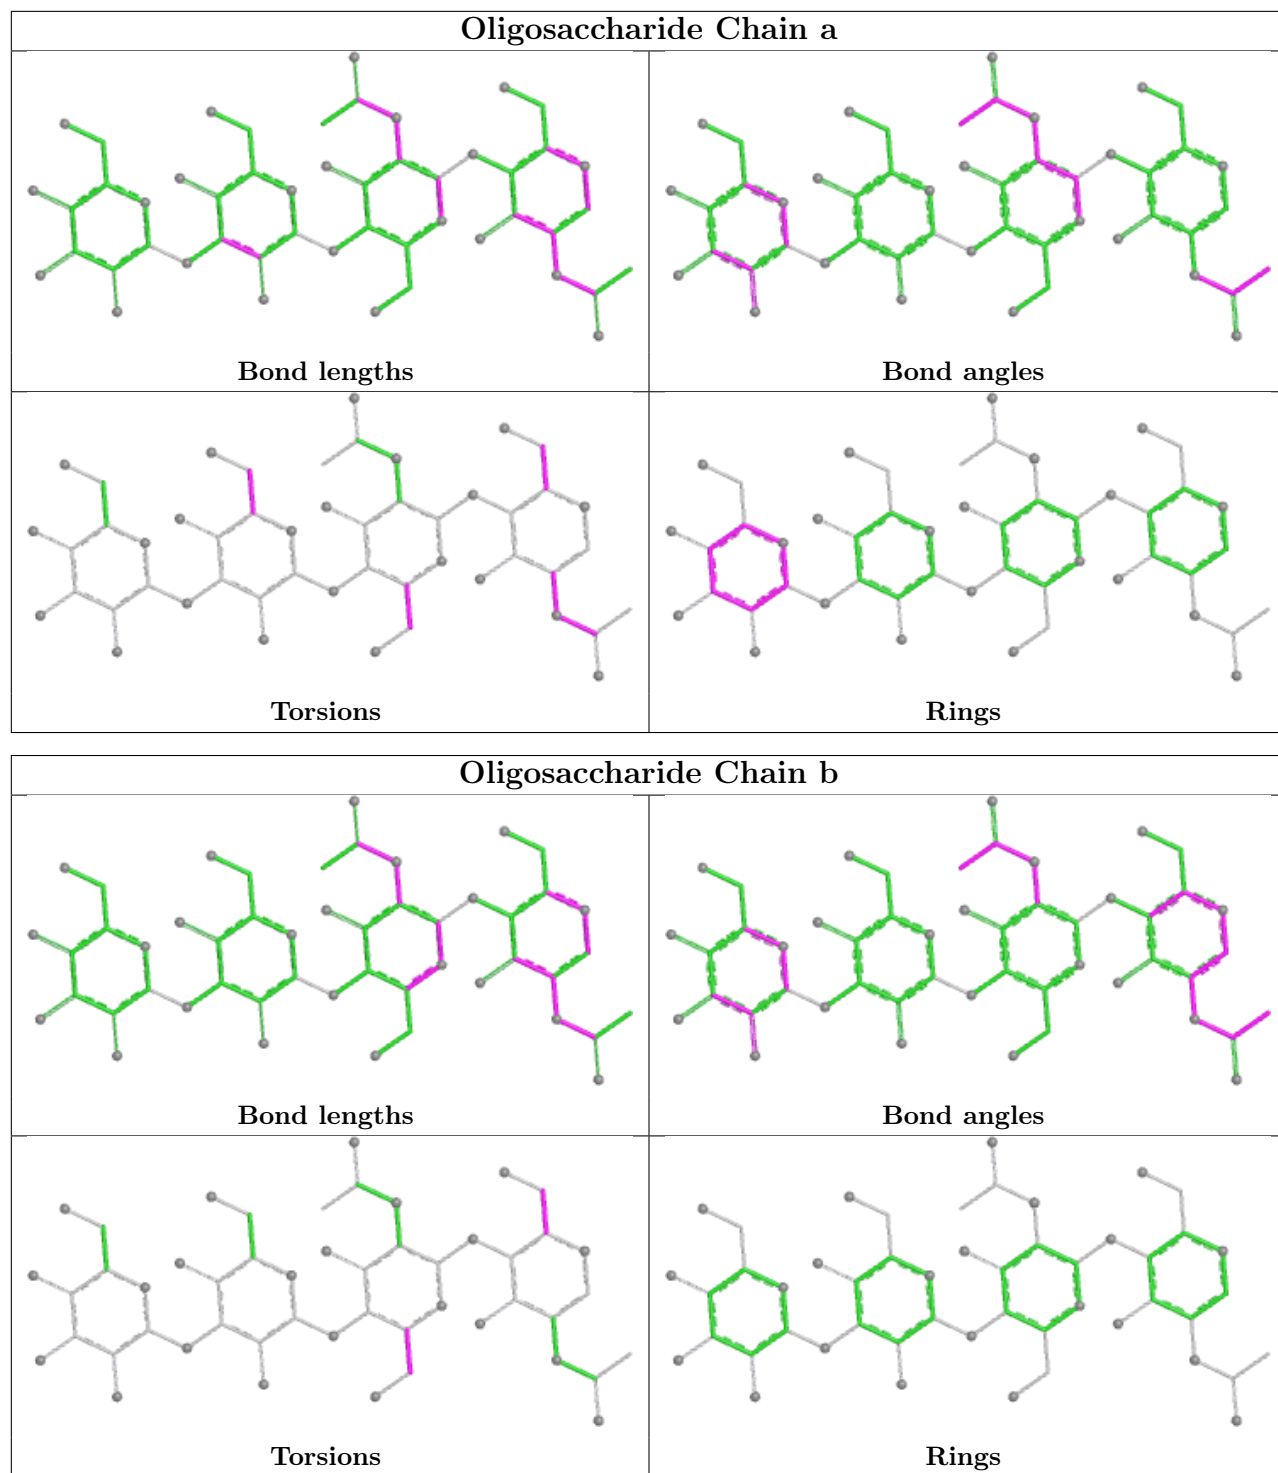 Oligosaccharide Chain a
Bond lengths
Bond angles
Torsions
Rings
Oligosaccharide Chain b
Bond lengths
Bond angles
Torsions
Rings